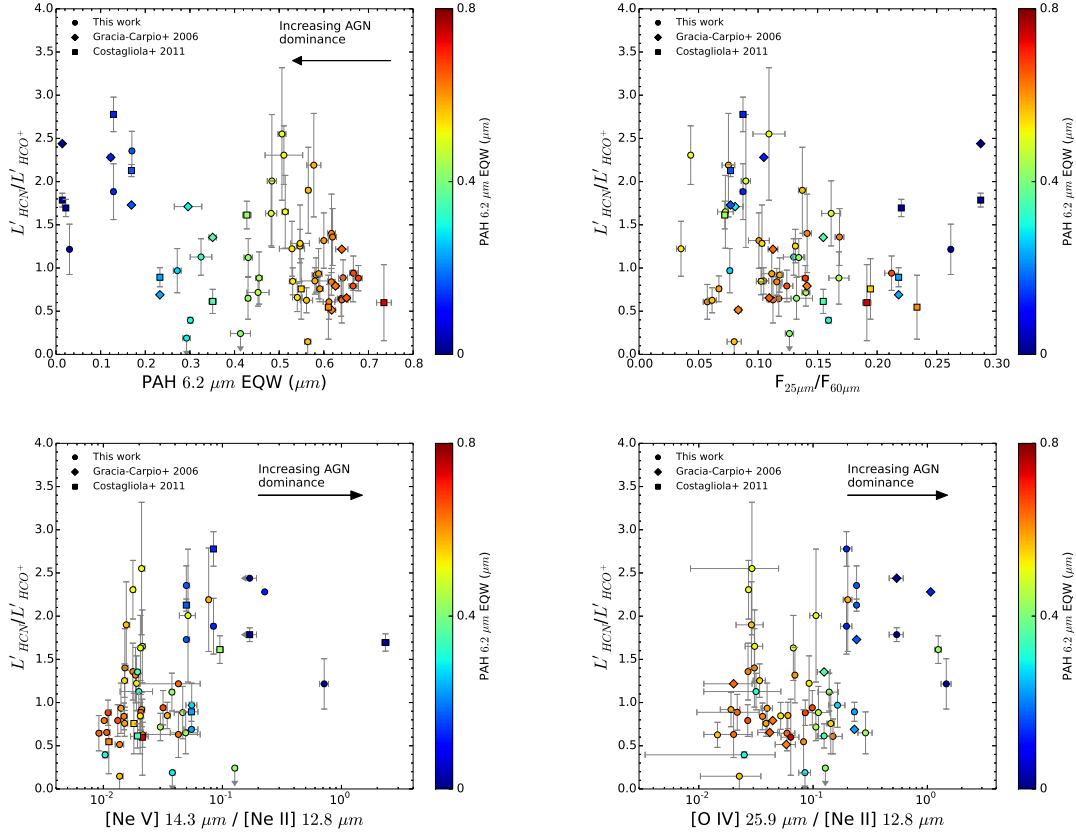 This work
Gracia-Carpio+ 2006
Costagliola+ 2011
Increasing AGN
dominance
4.0
3.5
3.0
2.5
2.0
1.5
1.0
0.5
0.0
L'HCN/L'HCO+
0.0 0.1 0.2 0.3 0.4 0.5 0.6 0.7 0.8
PAH 6.2 μm EQW (μm)
0.8
0.4
0
PAH 6.2 μm EQW (μm)
This work
Gracia-Carpio+ 2006
Costagliola+ 2011
4.0
3.5
3.0
2.5
2.0
1.5
1.0
0.5
0.0
L'HCN/L'HCO+
0.00 0.05 0.10 0.15 0.20 0.25 0.30
F25μm/F60μm
0.8
0.4
0
PAH 6.2 μm EQW (μm)
This work
Gracia-Carpio+ 2006
Costagliola+ 2011
Increasing AGN
dominance
4.0
3.5
3.0
2.5
2.0
1.5
1.0
0.5
0.0
L'HCN/L'HCO+
10⁻² 10⁻¹ 10⁰
[Ne V] 14.3 μm / [Ne II] 12.8 μm
0.8
0.4
0
PAH 6.2 μm EQW (μm)
This work
Gracia-Carpio+ 2006
Costagliola+ 2011
Increasing AGN
dominance
4.0
3.5
3.0
2.5
2.0
1.5
1.0
0.5
0.0
L'HCN/L'HCO+
10⁻² 10⁻¹ 10⁰
[O IV] 25.9 μm / [Ne II] 12.8 μm
0.8
0.4
0
PAH 6.2 μm EQW (μm)